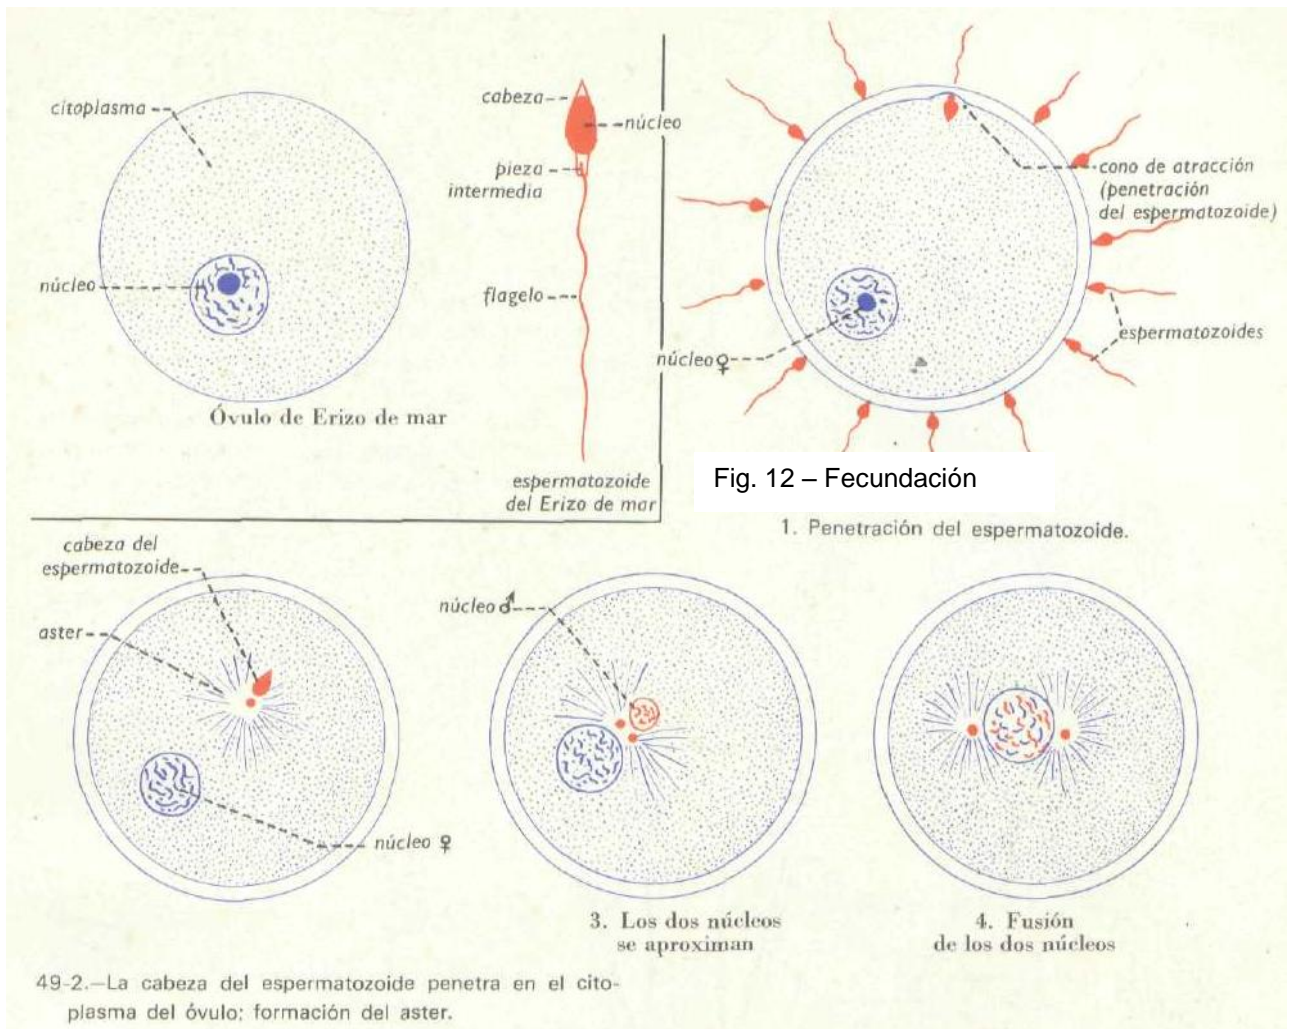 citoplasma
núcleo
Óvulo de Erizo de mar
cabeza
núcleo
pieza
intermedia
flagelo
espermatozoide
del Erizo de mar
cono de atracción
(penetración
del espermatozoide)
espermatozoides
núcleo ♀
Fig. 12 – Fecundación
1. Penetración del espermatozoide.
cabeza del
espermatozoide
aster
núcleo ♀
49-2.—La cabeza del espermatozoide penetra en el cito-
plasma del óvulo; formación del aster.
núcleo ♂
3. Los dos núcleos
se aproximan
4. Fusión
de los dos núcleos